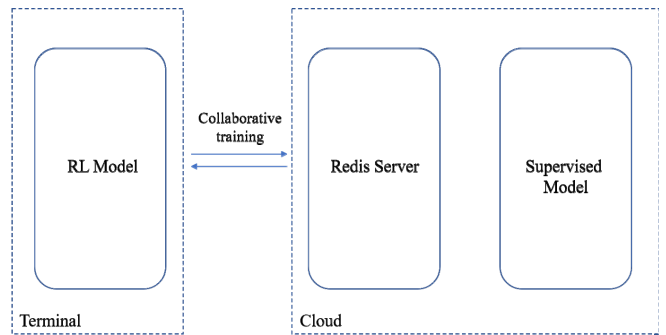 Collaborative
training
RL Model
Redis Server
Supervised
Model
Terminal
Cloud